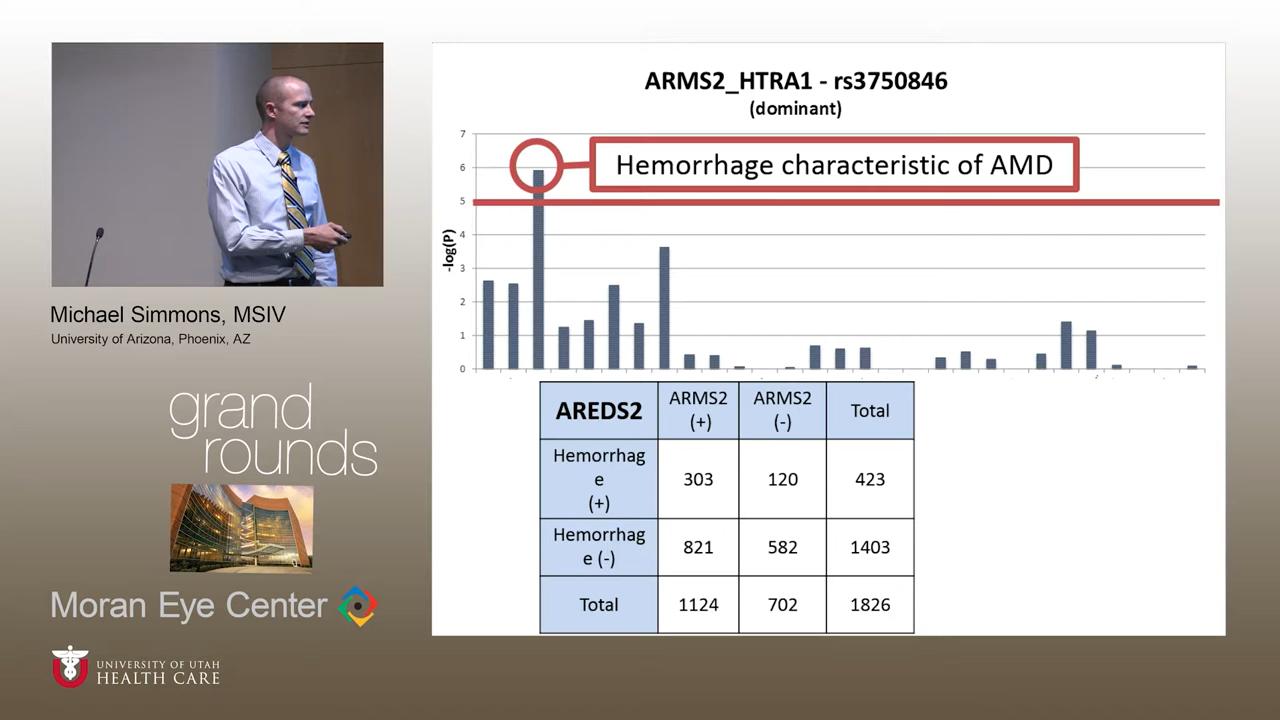 ARMS2_HTRA1 - rs3750846
(dominant)
7
6
5
4
3
2
1
0
-log(P)
Hemorrhage characteristic of AMD
Michael Simmons, MSIV
University of Arizona, Phoenix, AZ
grand
rounds
Moran Eye Center
U
UNIVERSITY OF UTAH
HEALTH CARE
AREDS2
ARMS2
(+)
ARMS2
(-)
Total
Hemorrhag
e
(+)
303
120
423
Hemorrhag
e (-)
821
582
1403
Total
1124
702
1826